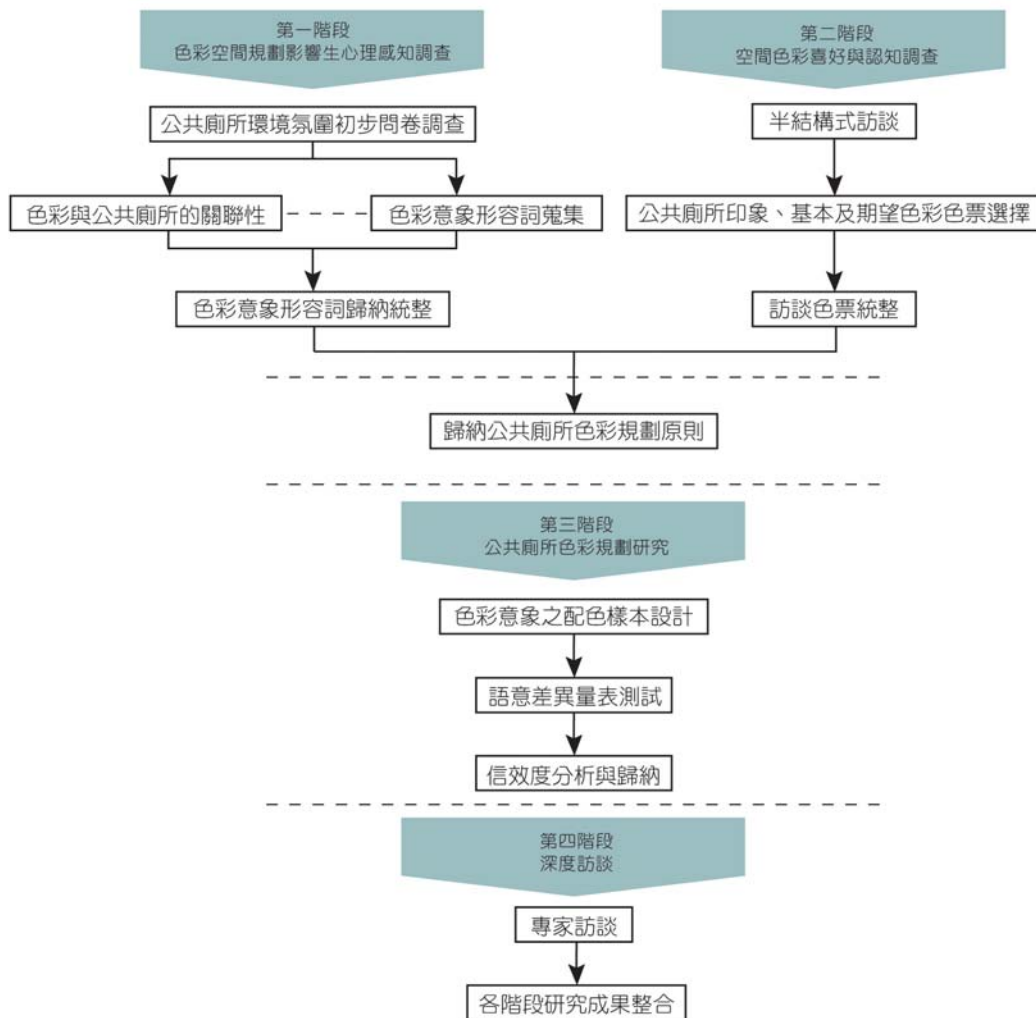 第一階段
色彩空間規劃影響生心理感知調查
公共廁所環境氛圍初步問卷調查
色彩與公共廁所的關聯性
色彩意象形容詞蒐集
色彩意象形容詞歸納統整
第二階段
空間色彩喜好與認知調查
半結構式訪談
公共廁所印象、基本及期望色彩色票選擇
訪談色票統整
歸納公共廁所色彩規劃原則
第三階段
公共廁所色彩規劃研究
色彩意象之配色樣本設計
語意差異量表測試
信效度分析與歸納
第四階段
深度訪談
專家訪談
各階段研究成果整合